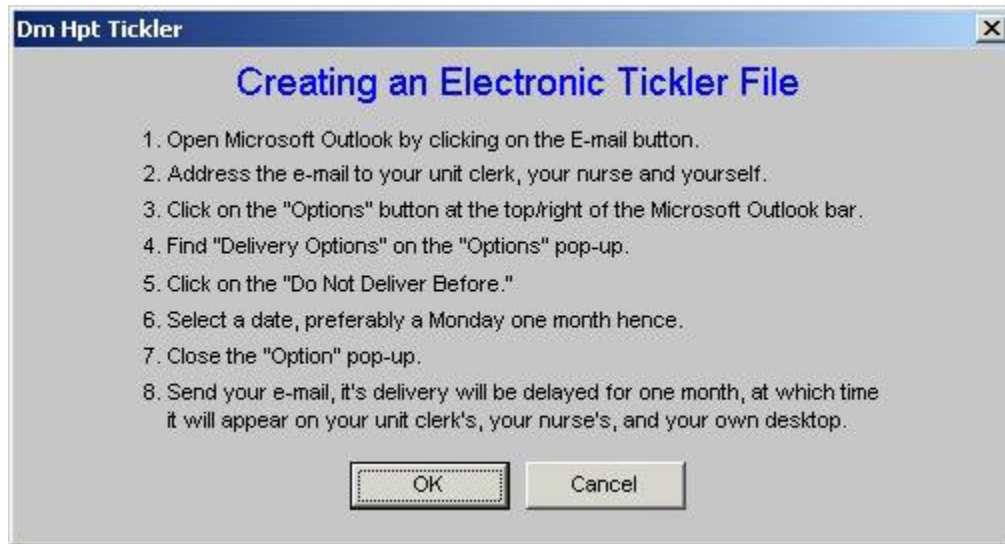 Dm Hpt Tickler
Creating an Electronic Tickler File
1. Open Microsoft Outlook by clicking on the E-mail button.
2. Address the e-mail to your unit clerk, your nurse and yourself.
3. Click on the "Options" button at the top/right of the Microsoft Outlook bar.
4. Find "Delivery Options" on the "Options" pop-up.
5. Click on the "Do Not Deliver Before."
6. Select a date, preferably a Monday one month hence.
7. Close the "Option" pop-up.
8. Send your e-mail, it's delivery will be delayed for one month, at which time
it will appear on your unit clerk's, your nurse's, and your own desktop.
OK Cancel